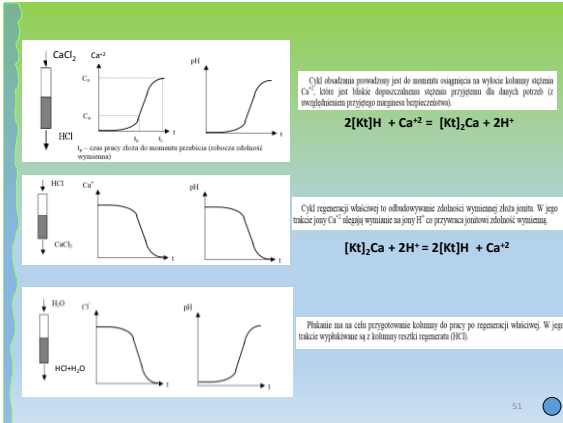 CaCl₂
Ca⁺²
pH
C₀
Cₚ
HCl
tₚ
t
t
tₚ – czas pracy złoża do momentu przebicia (robocza zdolność
wymienna)
Cykl obsadzania prowadzony jest do momentu osiągnięcia na wylocie kolumny stężenia
Ca⁺², które jest bliskie dopuszczalnemu stężeniu przyjętemu dla danych potrzeb (z
uwzględnieniem przyjętego marginesu bezpieczeństwa).
2[Kt]H + Ca⁺² = [Kt]₂Ca + 2H⁺
HCl
pH
CaCl₂
t
t
Cykl regeneracji właściwej to odbudowywanie zdolności wymiennej złoża jonitu. W jego
trakcie jony Ca⁺² ulegają wymianie na jony H⁺ co przywraca jonitowi zdolność wymienną.
[Kt]₂Ca + 2H⁺ = 2[Kt]H + Ca⁺²
H₂O
Cl⁻
pH
HCl+H₂O
t
t
Płukanie ma na celu przygotowanie kolumny do pracy po regeneracji właściwej. W jego
trakcie wypłukiwane są z kolumny resztki regeneratu (HCl).
51